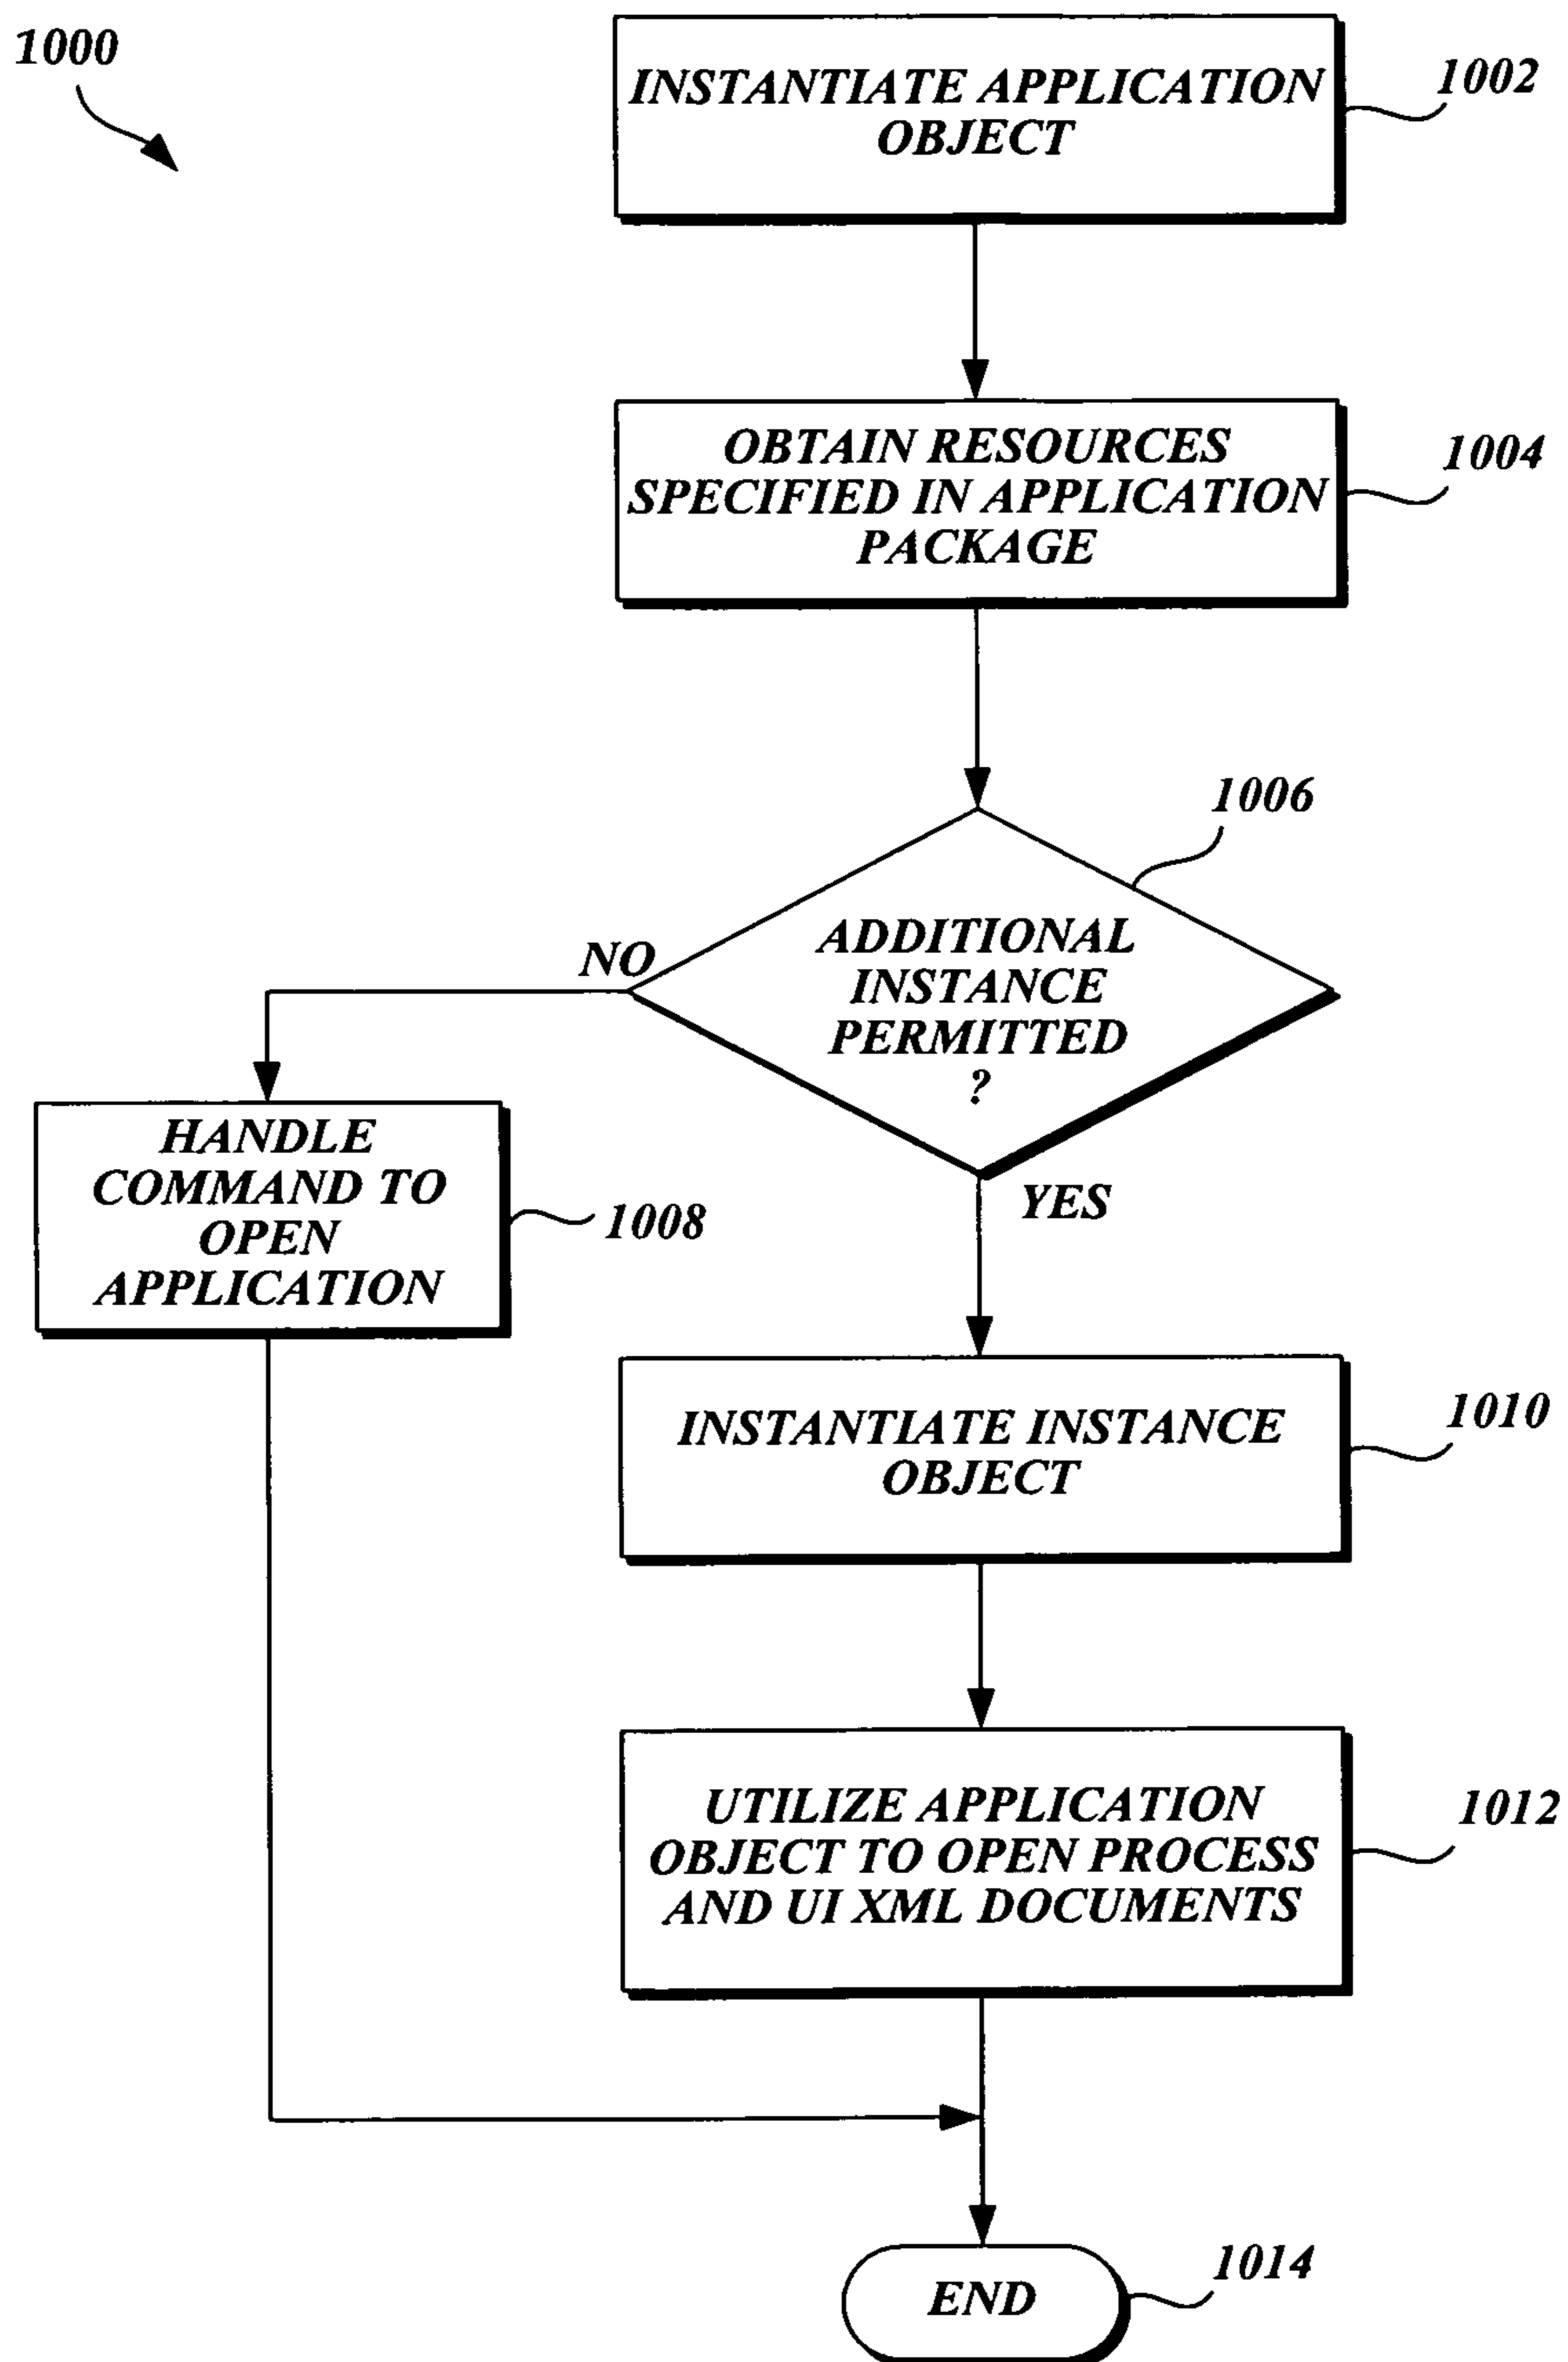 1000
INSTANTIATE APPLICATION
OBJECT
1002
OBTAIN RESOURCES
SPECIFIED IN APPLICATION
PACKAGE
1004
1006
ADDITIONAL
INSTANCE
PERMITTED
?
NO
YES
HANDLE
COMMAND TO
OPEN
APPLICATION
1008
INSTANTIATE INSTANCE
OBJECT
1010
UTILIZE APPLICATION
OBJECT TO OPEN PROCESS
AND UI XML DOCUMENTS
1012
END
1014